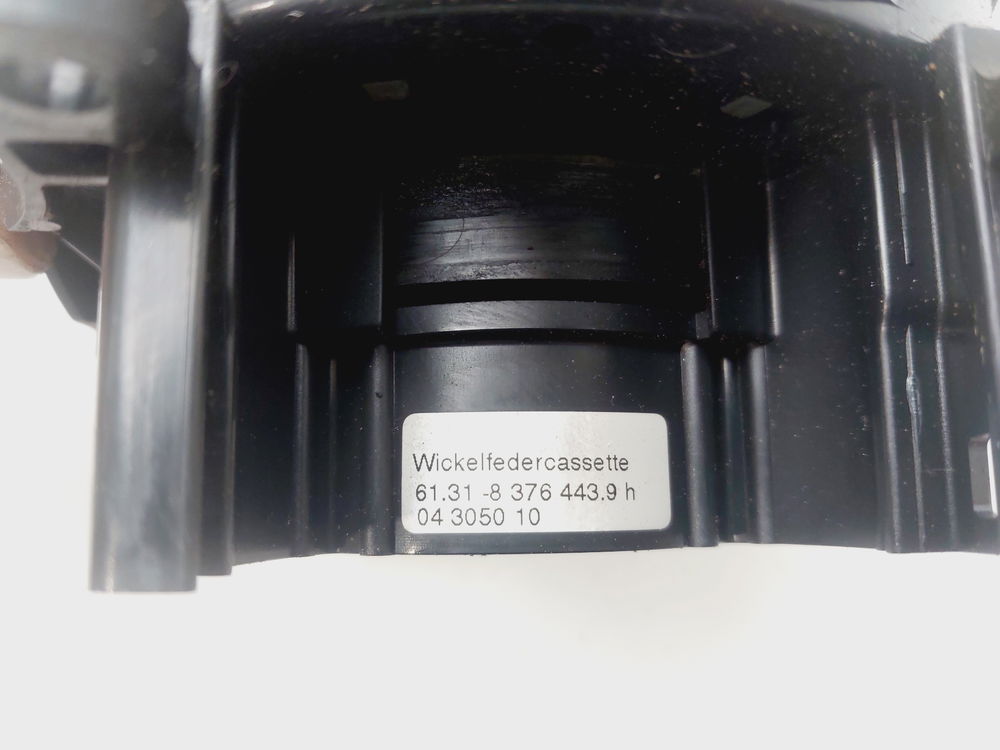 Wickelfedercassette
61.31 -8 376 443.9 h
04 3050 10